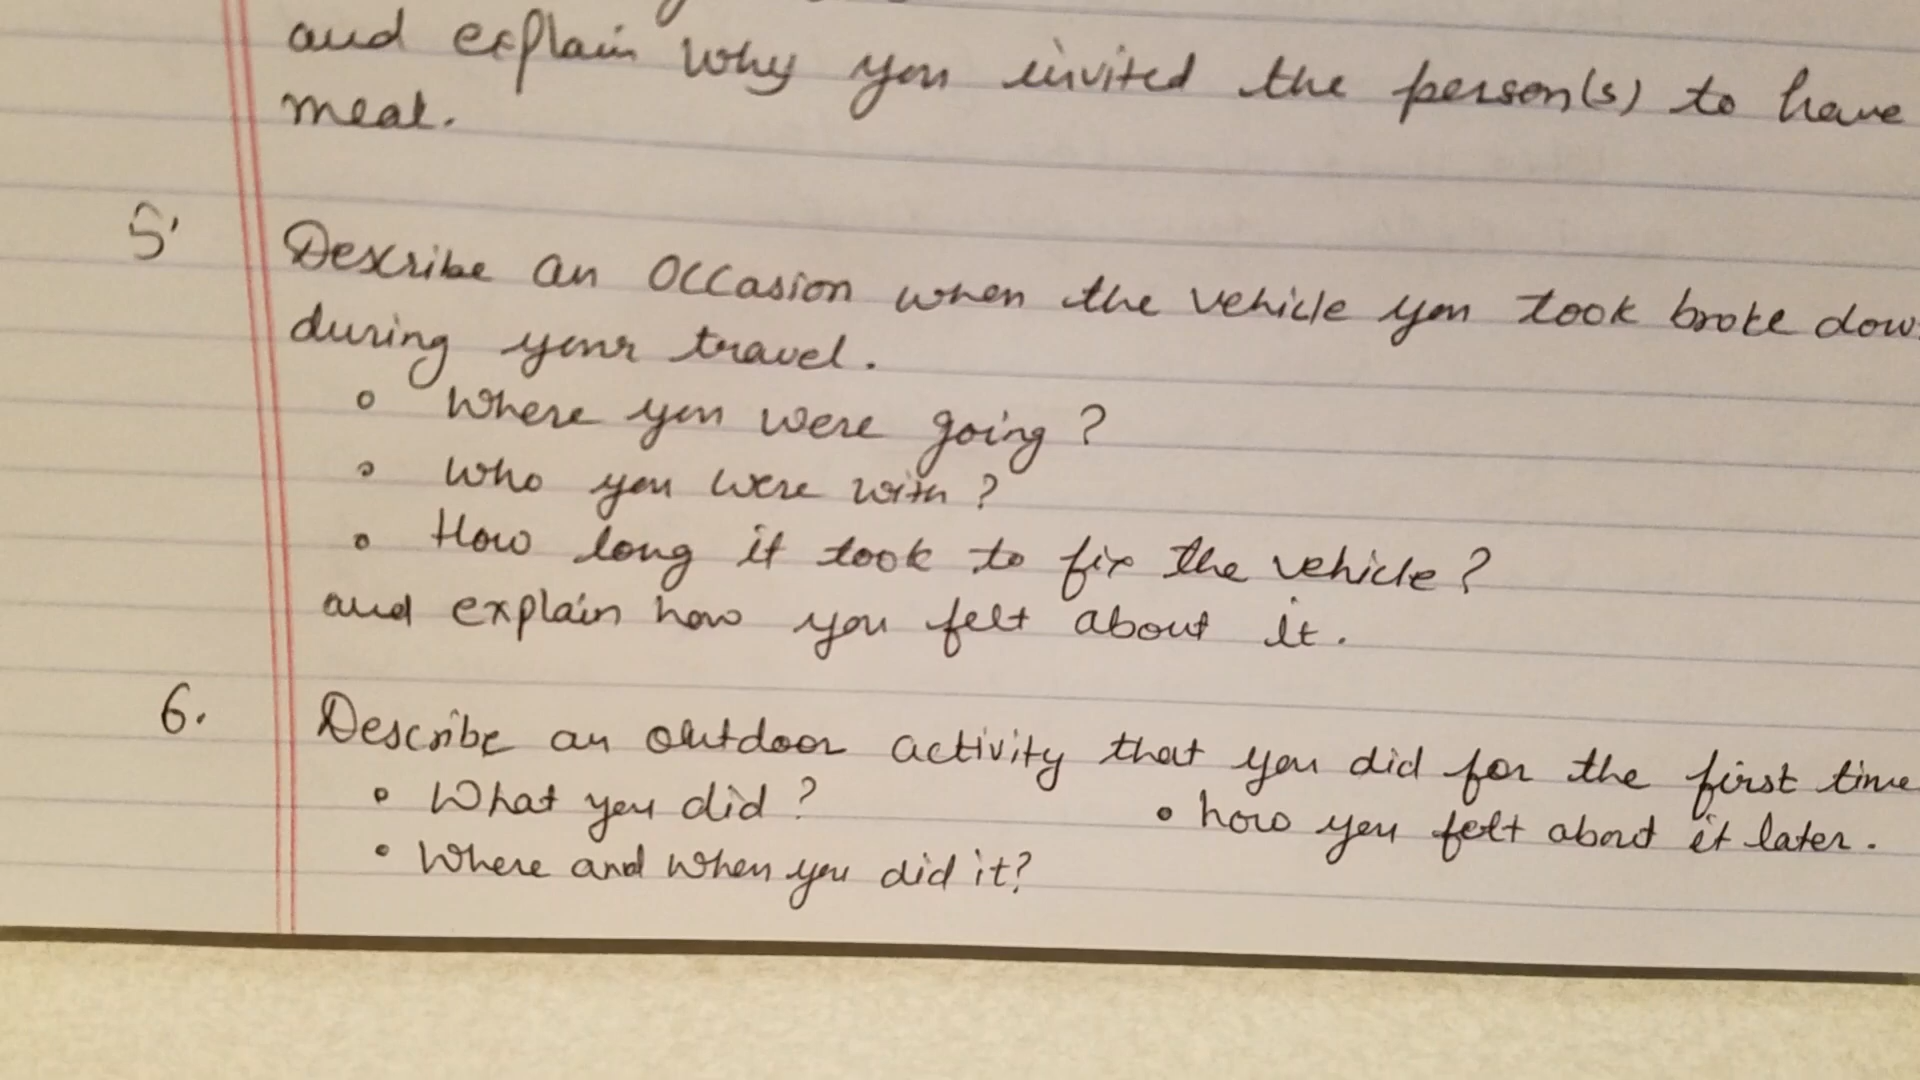 and explain why you invited the person(s) to have
meal.
5. Describe an Occasion when the vehicle you took broke dow
during your travel.
o Where you were going?
o Who you were with?
o How long it took to fix the vehicle?
and explain how you felt about it.
6. Describe an outdoor activity that you did for the first time
• What you did?
• how you felt about it later.
• Where and when you did it?